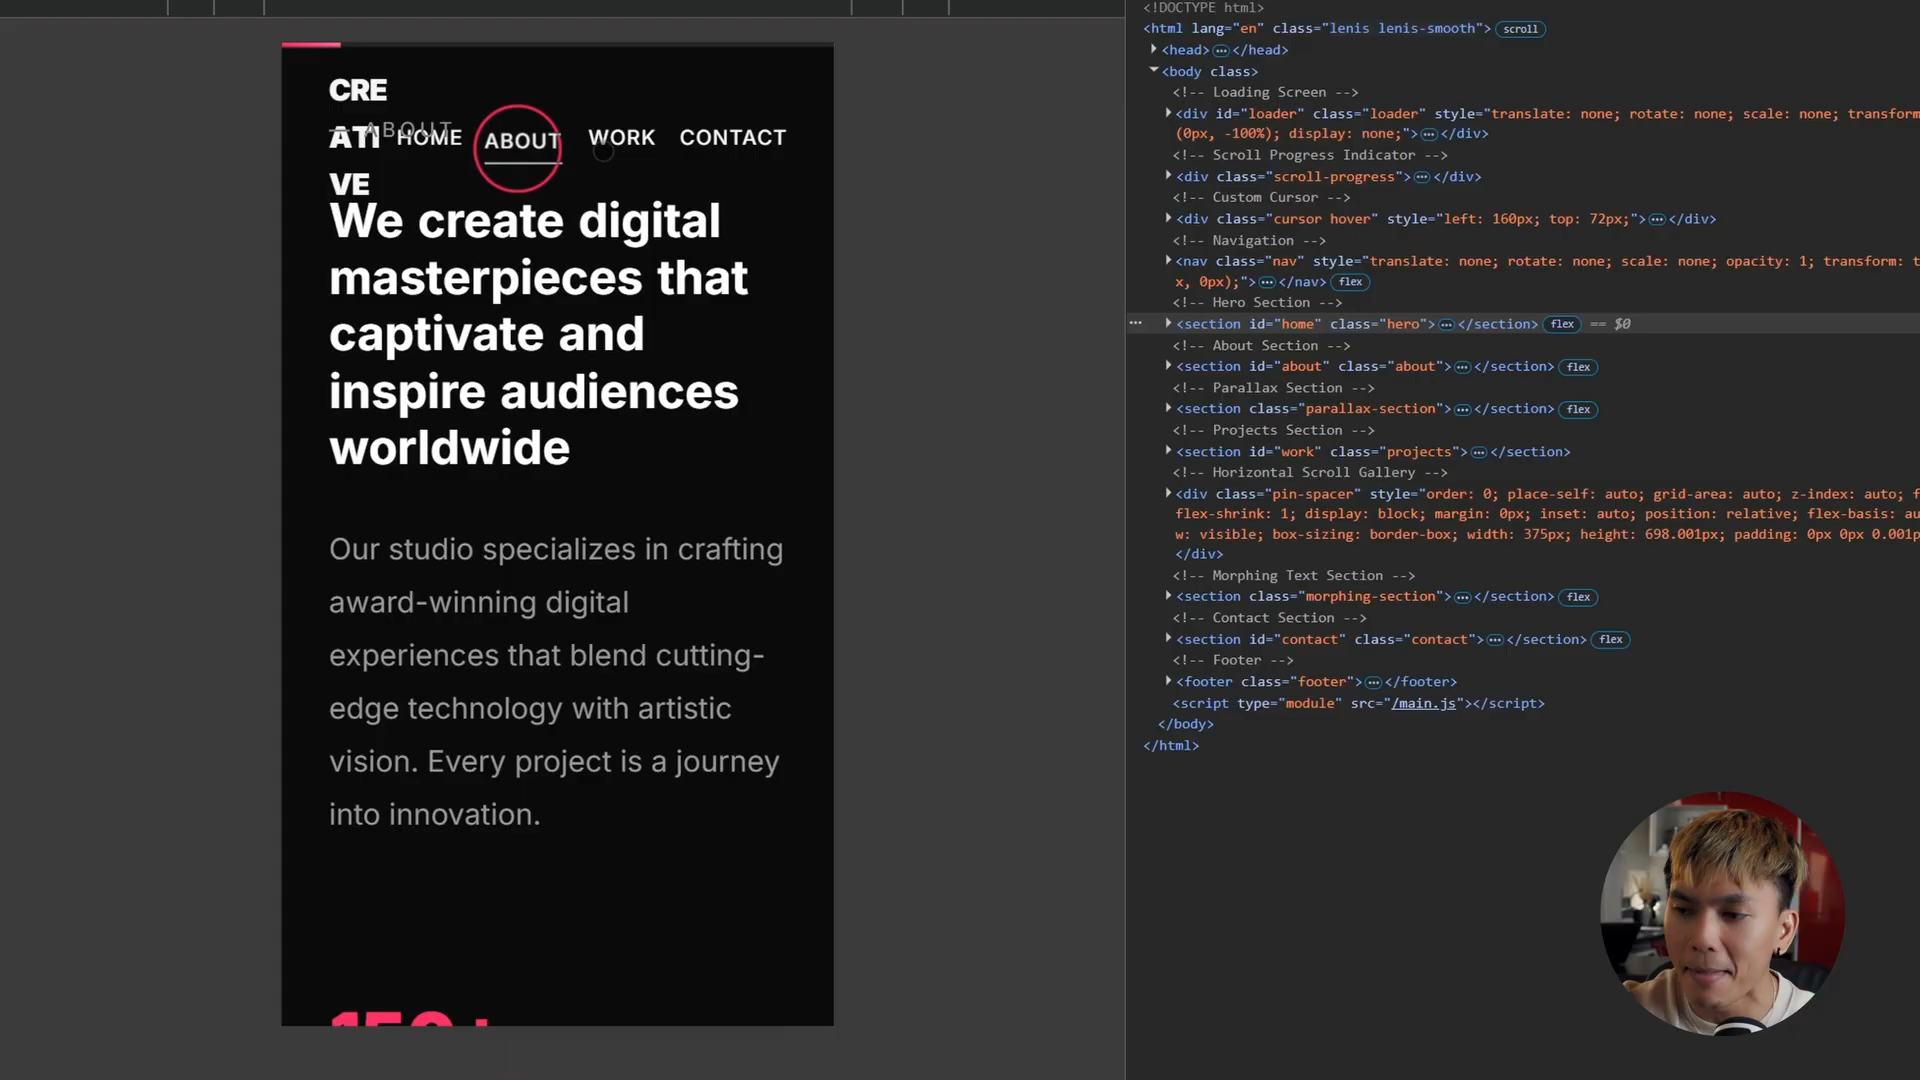 CRE
ATI
VE
— ABOUT
HOME
ABOUT
WORK
CONTACT
We create digital
masterpieces that
captivate and
inspire audiences
worldwide
Our studio specializes in crafting
award-winning digital
experiences that blend cutting-
edge technology with artistic
vision. Every project is a journey
into innovation.
150+
<!DOCTYPE html>
<html lang="en" class="lenis lenis-smooth"> scroll
<head>…</head>
<body class>
<!-- Loading Screen -->
<div id="loader" class="loader" style="translate: none; rotate: none; scale: none; transform
(0px, -100%); display: none;">…</div>
<!-- Scroll Progress Indicator -->
<div class="scroll-progress">…</div>
<!-- Custom Cursor -->
<div class="cursor hover" style="left: 160px; top: 72px;">…</div>
<!-- Navigation -->
<nav class="nav" style="translate: none; rotate: none; scale: none; opacity: 1; transform: t
x, 0px);">…</nav> flex
<!-- Hero Section -->
<section id="home" class="hero">…</section> flex == $0
<!-- About Section -->
<section id="about" class="about">…</section> flex
<!-- Parallax Section -->
<section class="parallax-section">…</section> flex
<!-- Projects Section -->
<section id="work" class="projects">…</section>
<!-- Horizontal Scroll Gallery -->
<div class="pin-spacer" style="order: 0; place-self: auto; grid-area: auto; z-index: auto; f
flex-shrink: 1; display: block; margin: 0px; inset: auto; position: relative; flex-basis: au
w: visible; box-sizing: border-box; width: 375px; height: 698.001px; padding: 0px 0px 0.001p
</div>
<!-- Morphing Text Section -->
<section class="morphing-section">…</section> flex
<!-- Contact Section -->
<section id="contact" class="contact">…</section> flex
<!-- Footer -->
<footer class="footer">…</footer>
<script type="module" src="/main.js"></script>
</body>
</html>